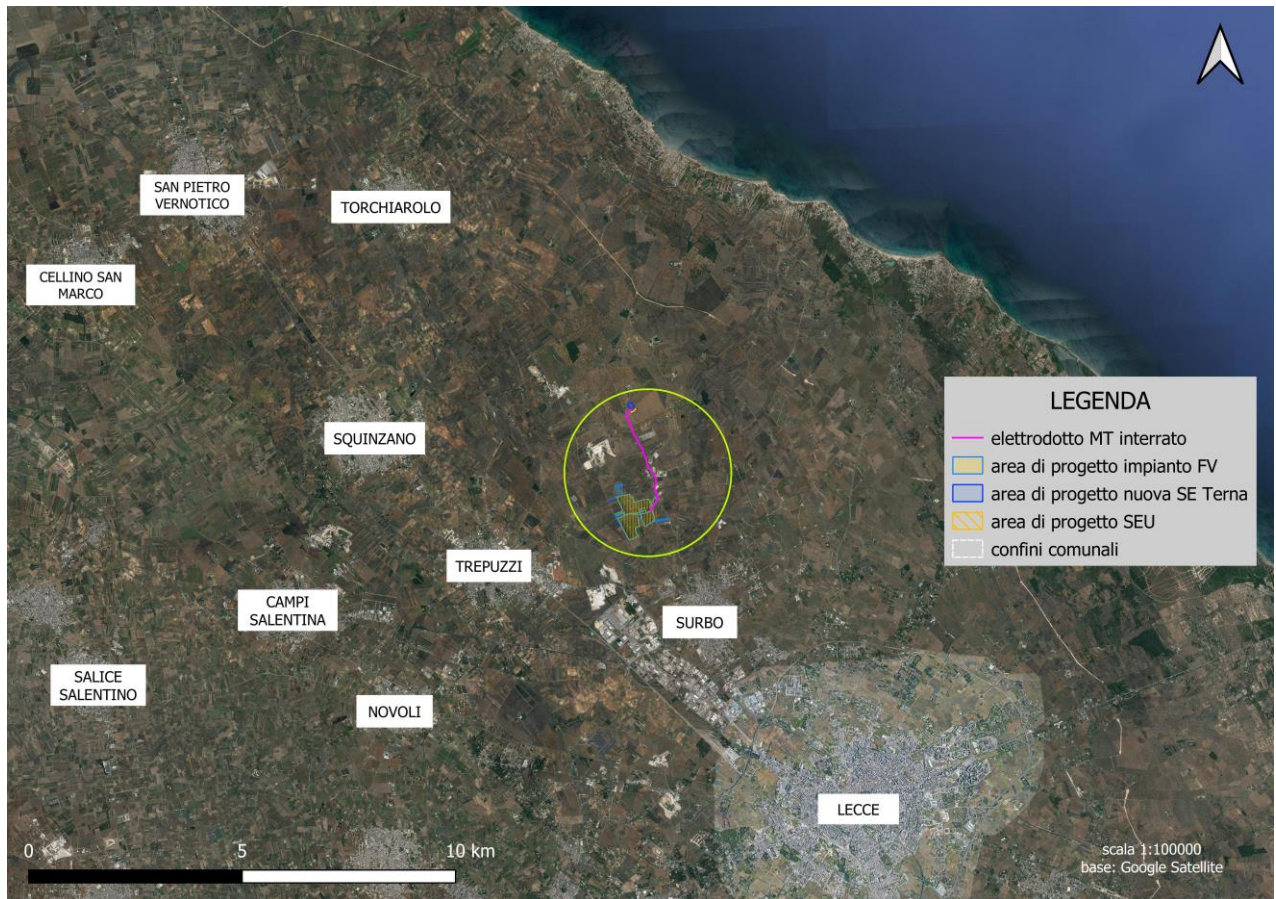 SAN PIETRO
VERNOTICO
TORCHIAROLO
CELLINO SAN
MARCO
LEGENDA
elettrodotto MT interrato
area di progetto impianto FV
area di progetto nuova SE Terna
area di progetto SEU
confini comunali
SQUINZANO
TREPUZZI
CAMPI
SALENTINA
SURBO
SALICE
SALENTINO
NOVOLI
LECCE
0 5 10 km
scala 1:100000
base: Google Satellite